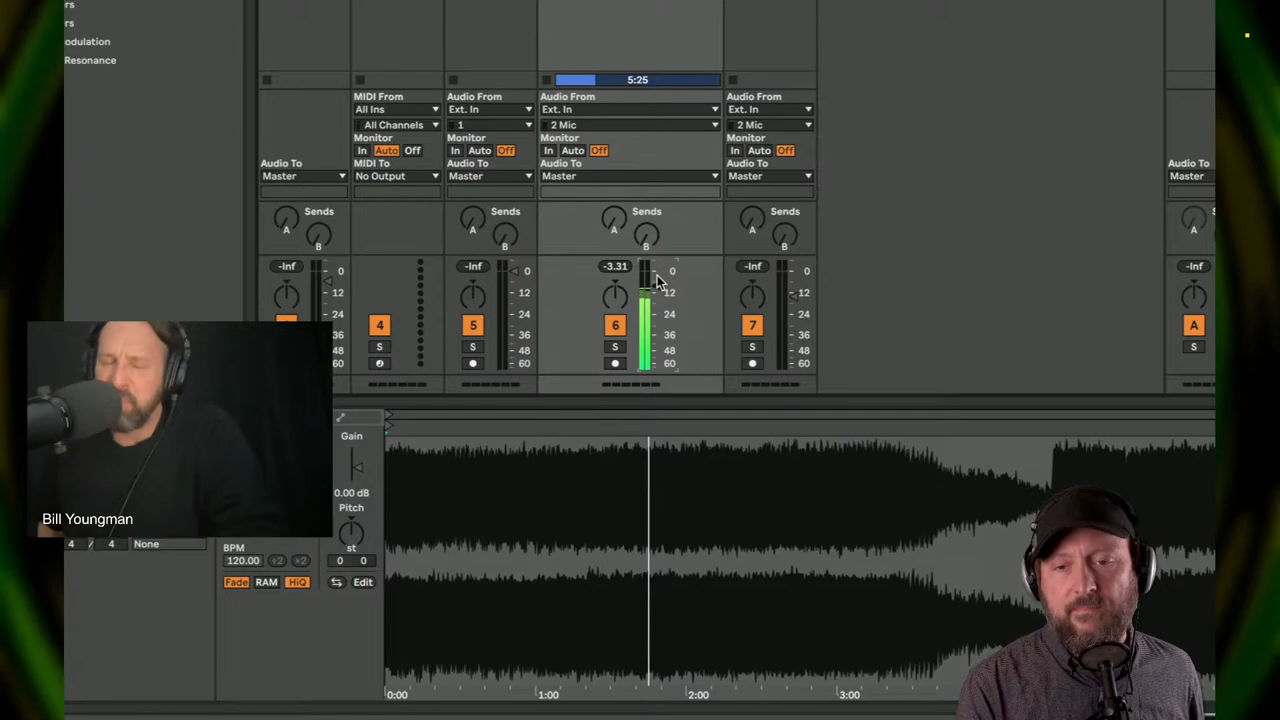 rs
rs
odulation
Resonance
5:25
MIDI From
Audio From
Audio From
Audio From
All Ins
Ext. In
Ext. In
Ext. In
All Channels
1
2 Mic
2 Mic
Monitor
Monitor
Monitor
Monitor
In Auto Off
In Auto Off
In Auto Off
In Auto Off
Audio To
MIDI To
Audio To
Audio To
Audio To
Audio To
Master
No Output
Master
Master
Master
Master
Sends
Sends
Sends
Sends
A
A
A
A
A
B
B
B
B
-Inf
-Inf 0
-3.31 0
-Inf 0
-Inf
0
12
12
12
12
24
24
24
24
36
36
36
36
48
48
48
48
60
60
60
60
4
5
6
7
A
S
S
S
S
S
Gain
0.00 dB
Pitch
st
0 0
Bill Youngman
4 / 4 None
BPM
120.00 ÷2 ×2
Fade RAM HiQ
Edit
0:00 1:00 2:00 3:00